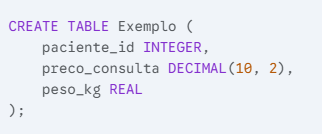 CREATE TABLE Exemplo (
    paciente_id INTEGER,
    preco_consulta DECIMAL(10, 2),
    peso_kg REAL
);